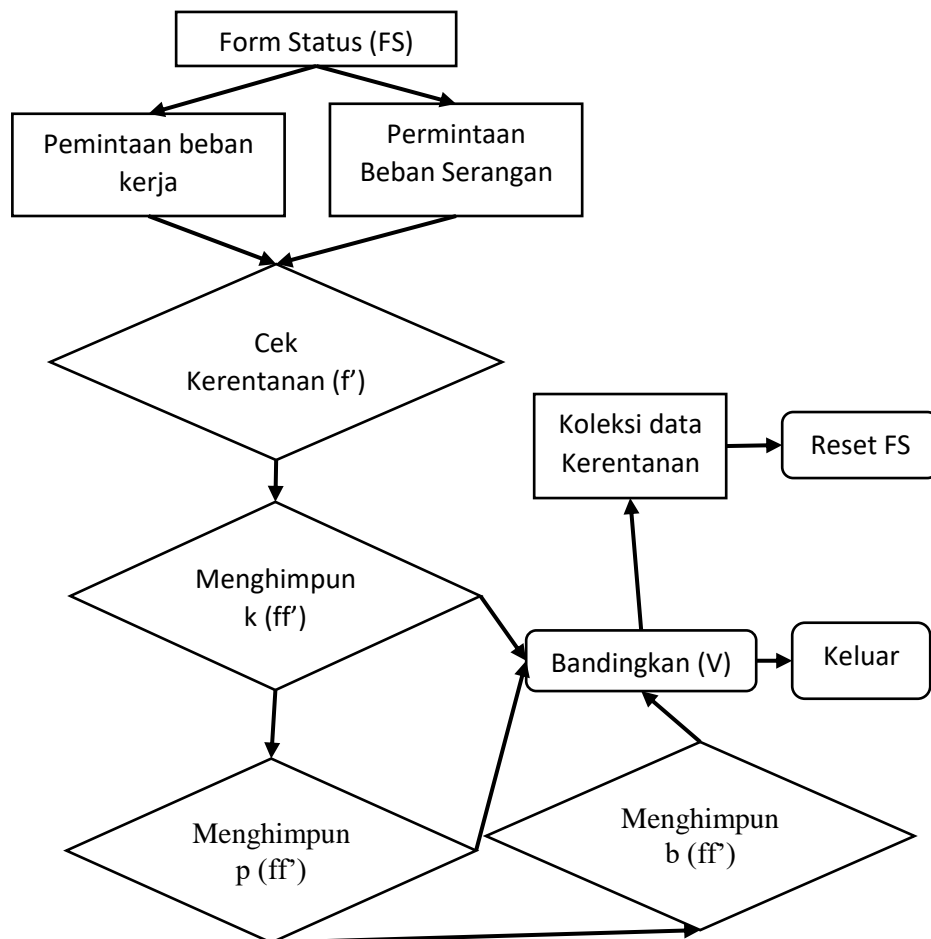 Form Status (FS)
Pemintaan beban
kerja
Permintaan
Beban Serangan
Cek
Kerentanan (f’)
Koleksi data
Kerentanan
Reset FS
Menghimpun
k (ff’)
Bandingkan (V)
Keluar
Menghimpun
p (ff’)
Menghimpun
b (ff’)